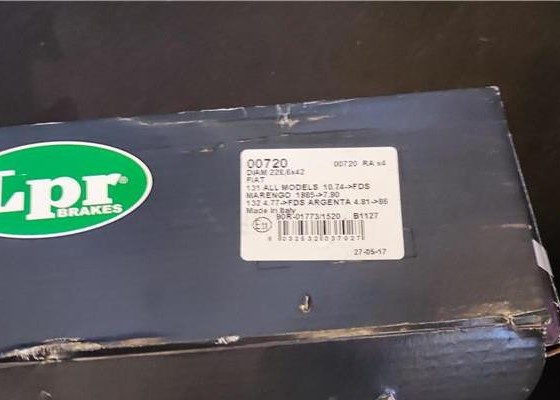 Lpr
BRAKES
00720 00720 RA x4
DIAM 228,6x42
FIAT
131 ALL MODELS 10.74->FDS
MARENGO 1985->7.90
132 4.77->FDS ARGENTA 4.81->86
Made in Italy
E11 90R-01773/1520 B1127
8 032532 037027
27-05-17